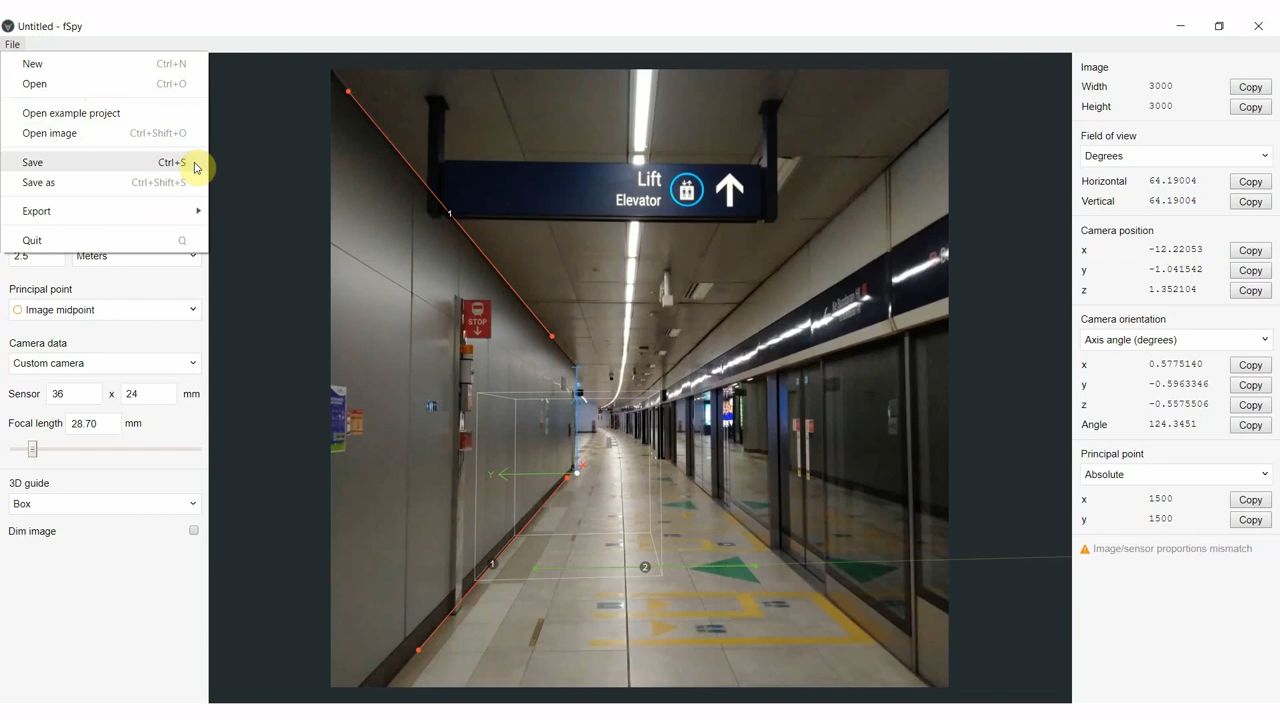 Untitled - fSpy
File
New Ctrl+N
Open Ctrl+O
Open example project
Open image Ctrl+Shift+O
Save Ctrl+S
Save as Ctrl+Shift+S
Export
Quit Q
2.5 Meters
Principal point
Image midpoint
Camera data
Custom camera
Sensor 36 x 24 mm
Focal length 28.70 mm
3D guide
Box
Dim image
Lift
Elevator
1
STOP
Y
1
2
Image
Width 3000 Copy
Height 3000 Copy
Field of view
Degrees
Horizontal 64.19004 Copy
Vertical 64.19004 Copy
Camera position
x -12.22053 Copy
y -1.041542 Copy
z 1.352104 Copy
Camera orientation
Axis angle (degrees)
x 0.5775140 Copy
y -0.5963346 Copy
z -0.5575506 Copy
Angle 124.3451 Copy
Principal point
Absolute
x 1500 Copy
y 1500 Copy
Image/sensor proportions mismatch